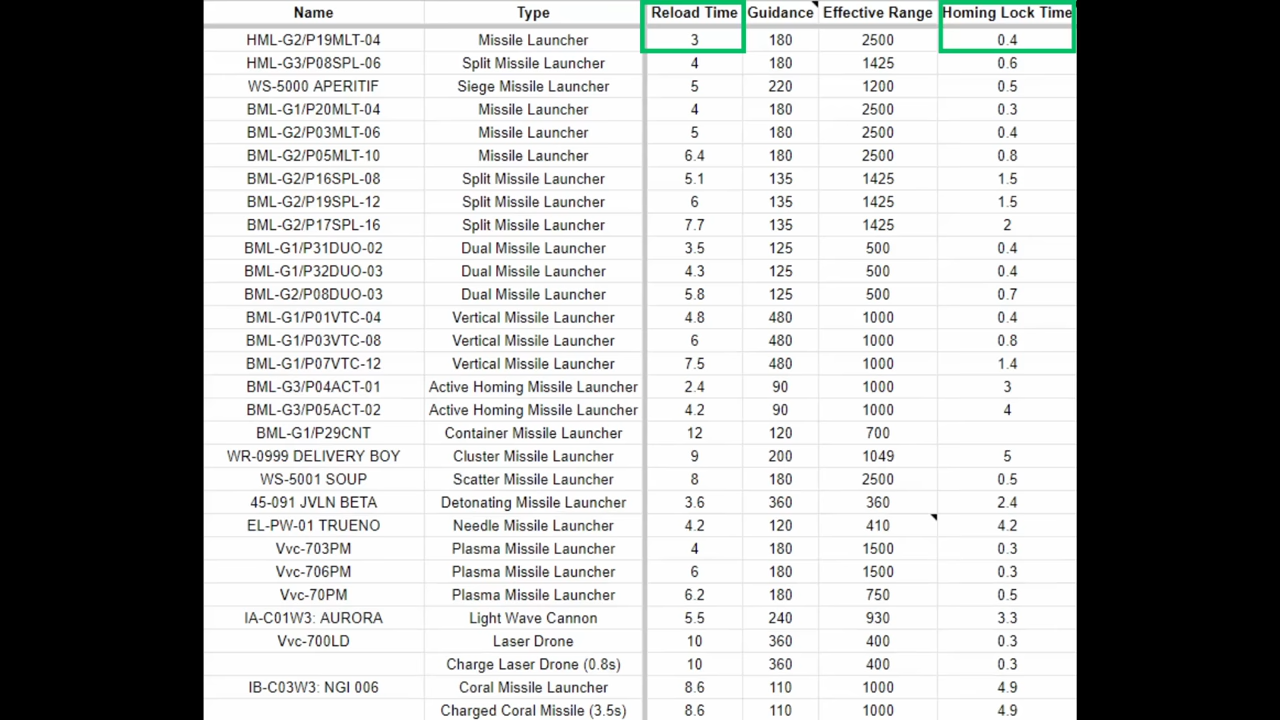 Name Type Reload Time Guidance Effective Range Homing Lock Time
HML-G2/P19MLT-04 Missile Launcher 3 180 2500 0.4
HML-G3/P08SPL-06 Split Missile Launcher 4 180 1425 0.6
WS-5000 APERITIF Siege Missile Launcher 5 220 1200 0.5
BML-G1/P20MLT-04 Missile Launcher 4 180 2500 0.3
BML-G2/P03MLT-06 Missile Launcher 5 180 2500 0.4
BML-G2/P05MLT-10 Missile Launcher 6.4 180 2500 0.8
BML-G2/P16SPL-08 Split Missile Launcher 5.1 135 1425 1.5
BML-G2/P19SPL-12 Split Missile Launcher 6 135 1425 1.5
BML-G2/P17SPL-16 Split Missile Launcher 7.7 135 1425 2
BML-G1/P31DUO-02 Dual Missile Launcher 3.5 125 500 0.4
BML-G1/P32DUO-03 Dual Missile Launcher 4.3 125 500 0.4
BML-G2/P08DUO-03 Dual Missile Launcher 5.8 125 500 0.7
BML-G1/P01VTC-04 Vertical Missile Launcher 4.8 480 1000 0.4
BML-G1/P03VTC-08 Vertical Missile Launcher 6 480 1000 0.8
BML-G1/P07VTC-12 Vertical Missile Launcher 7.5 480 1000 1.4
BML-G3/P04ACT-01 Active Homing Missile Launcher 2.4 90 1000 3
BML-G3/P05ACT-02 Active Homing Missile Launcher 4.2 90 1000 4
BML-G1/P29CNT Container Missile Launcher 12 120 700
WR-0999 DELIVERY BOY Cluster Missile Launcher 9 200 1049 5
WS-5001 SOUP Scatter Missile Launcher 8 180 2500 0.5
45-091 JVLN BETA Detonating Missile Launcher 3.6 360 360 2.4
EL-PW-01 TRUENO Needle Missile Launcher 4.2 120 410 4.2
Vvc-703PM Plasma Missile Launcher 4 180 1500 0.3
Vvc-706PM Plasma Missile Launcher 6 180 1500 0.3
Vvc-70PM Plasma Missile Launcher 6.2 180 750 0.5
IA-C01W3: AURORA Light Wave Cannon 5.5 240 930 3.3
Vvc-700LD Laser Drone 10 360 400 0.3
Charge Laser Drone (0.8s) 10 360 400 0.3
IB-C03W3: NGI 006 Coral Missile Launcher 8.6 110 1000 4.9
Charged Coral Missile (3.5s) 8.6 110 1000 4.9